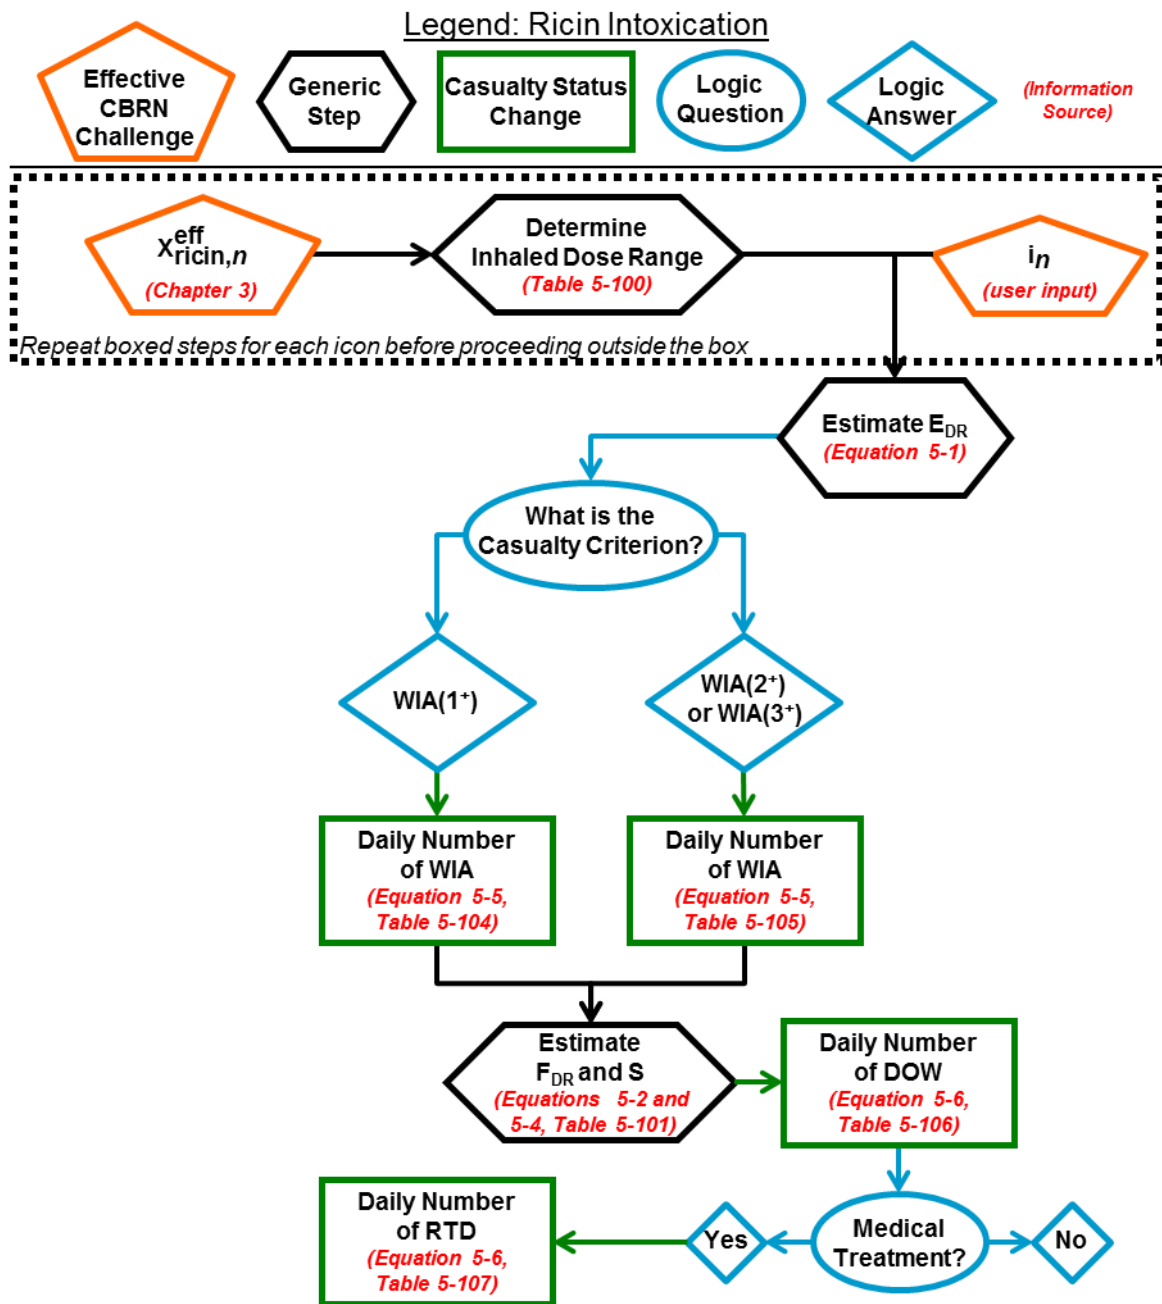 Legend: Ricin Intoxication
Effective
CBRN
Challenge
Generic
Step
Casualty Status
Change
Logic
Question
Logic
Answer
(Information
Source)
X^eff_ricin,n
(Chapter 3)
Determine
Inhaled Dose Range
(Table 5-100)
i_n
(user input)
Repeat boxed steps for each icon before proceeding outside the box
Estimate E_DR
(Equation 5-1)
What is the
Casualty Criterion?
WIA(1⁺)
WIA(2⁺)
or WIA(3⁺)
Daily Number
of WIA
(Equation 5-5,
Table 5-104)
Daily Number
of WIA
(Equation 5-5,
Table 5-105)
Estimate
F_DR and S
(Equations 5-2 and
5-4, Table 5-101)
Daily Number
of DOW
(Equation 5-6,
Table 5-106)
Daily Number
of RTD
(Equation 5-6,
Table 5-107)
Yes
Medical
Treatment?
No